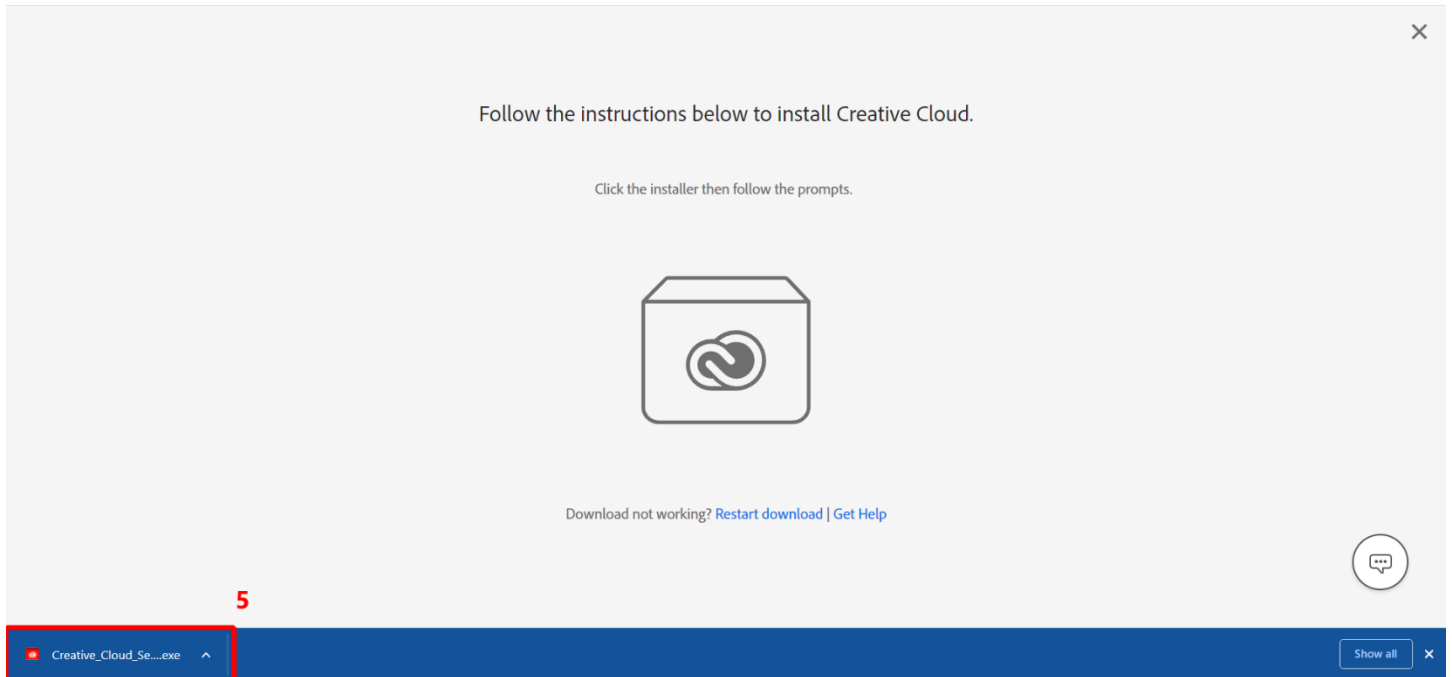 Follow the instructions below to install Creative Cloud.
Click the installer then follow the prompts.
Download not working? Restart download | Get Help
5
Creative_Cloud_Se....exe
Show all